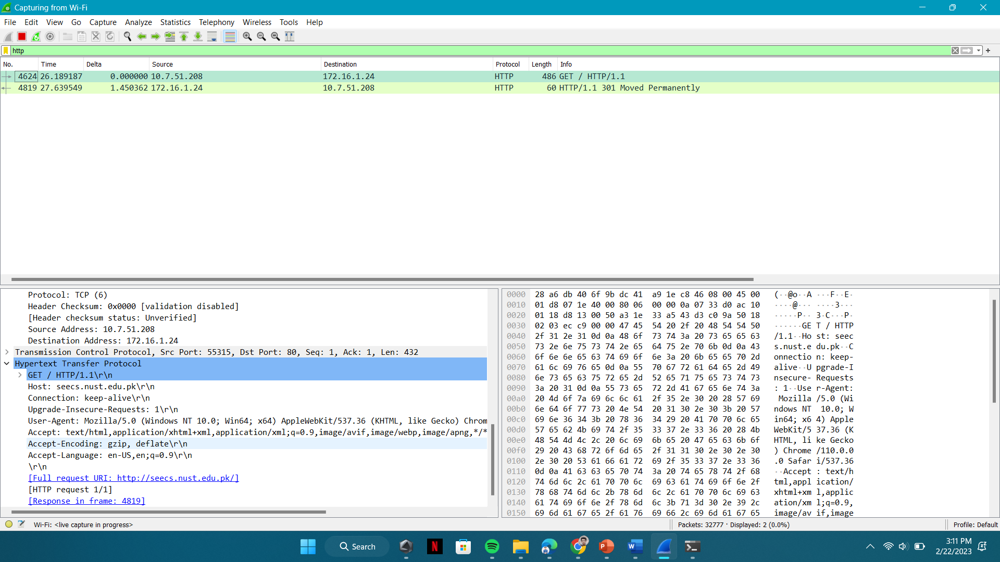 Capturing from Wi-Fi
File Edit View Go Capture Analyze Statistics Telephony Wireless Tools Help
http
No. Time Delta Source Destination Protocol Length Info
4624 26.189187 0.000000 10.7.51.208 172.16.1.24 HTTP 486 GET / HTTP/1.1
4819 27.639549 1.450362 172.16.1.24 10.7.51.208 HTTP 60 HTTP/1.1 301 Moved Permanently
Protocol: TCP (6)
Header Checksum: 0x0000 [validation disabled]
[Header checksum status: Unverified]
Source Address: 10.7.51.208
Destination Address: 172.16.1.24
Transmission Control Protocol, Src Port: 55315, Dst Port: 80, Seq: 1, Ack: 1, Len: 432
Hypertext Transfer Protocol
GET / HTTP/1.1\r\n
Host: seecs.nust.edu.pk\r\n
Connection: keep-alive\r\n
Upgrade-Insecure-Requests: 1\r\n
User-Agent: Mozilla/5.0 (Windows NT 10.0; Win64; x64) AppleWebKit/537.36 (KHTML, like Gecko) Chrom
Accept: text/html,application/xhtml+xml,application/xml;q=0.9,image/avif,image/webp,image/apng,*/*
Accept-Encoding: gzip, deflate\r\n
Accept-Language: en-US,en;q=0.9\r\n
\r\n
[Full request URI: http://seecs.nust.edu.pk/]
[HTTP request 1/1]
[Response in frame: 4819]
0000 28 a6 db 40 6f 9b dc 41 a9 1e c8 46 08 00 45 00 (··@o··A ···F··E·
0010 01 d8 07 1e 40 00 80 06 00 00 0a 07 33 d0 ac 10 ····@··· ····3···
0020 01 18 d8 13 00 50 a3 1e 33 a5 43 d3 c0 9a 50 18 ·····P·· 3·C···P·
0030 02 03 ec c9 00 00 47 45 54 20 2f 20 48 54 54 50 ······GE T / HTTP
0040 2f 31 2e 31 0d 0a 48 6f 73 74 3a 20 73 65 65 63 /1.1··Ho st: seec
0050 73 2e 6e 75 73 74 2e 65 64 75 2e 70 6b 0d 0a 43 s.nust.e du.pk··C
0060 6f 6e 6e 65 63 74 69 6f 6e 3a 20 6b 65 65 70 2d onnectio n: keep-
0070 61 6c 69 76 65 0d 0a 55 70 67 72 61 64 65 2d 49 alive··U pgrade-I
0080 6e 73 65 63 75 72 65 2d 52 65 71 75 65 73 74 73 nsecure- Requests
0090 3a 20 31 0d 0a 55 73 65 72 2d 41 67 65 6e 74 3a : 1··Use r-Agent:
00a0 20 4d 6f 7a 69 6c 6c 61 2f 35 2e 30 20 28 57 69 Mozilla /5.0 (Wi
00b0 6e 64 6f 77 73 20 4e 54 20 31 30 2e 30 3b 20 57 ndows NT 10.0; W
00c0 69 6e 36 34 3b 20 78 36 34 29 20 41 70 70 6c 65 in64; x6 4) Apple
00d0 57 65 62 4b 69 74 2f 35 33 37 2e 33 36 20 28 4b WebKit/5 37.36 (K
00e0 48 54 4d 4c 2c 20 6c 69 6b 65 20 47 65 63 6b 6f HTML, li ke Gecko
00f0 29 20 43 68 72 6f 6d 65 2f 31 31 30 2e 30 2e 30 ) Chrome /110.0.0
0100 2e 30 20 53 61 66 61 72 69 2f 35 33 37 2e 33 36 .0 Safar i/537.36
0110 0d 0a 41 63 63 65 70 74 3a 20 74 65 78 74 2f 68 ··Accept : text/h
0120 74 6d 6c 2c 61 70 70 6c 69 63 61 74 69 6f 6e 2f tml,appl ication/
0130 78 68 74 6d 6c 2b 78 6d 6c 2c 61 70 70 6c 69 63 xhtml+xm l,applic
0140 61 74 69 6f 6e 2f 78 6d 6c 3b 71 3d 30 2e 39 2c ation/xm l;q=0.9,
0150 69 6d 61 67 65 2f 61 76 69 66 2c 69 6d 61 67 65 image/av if,image
Wi-Fi: <live capture in progress> Packets: 32777 · Displayed: 2 (0.0%) Profile: Default
Search
3:11 PM
2/22/2023